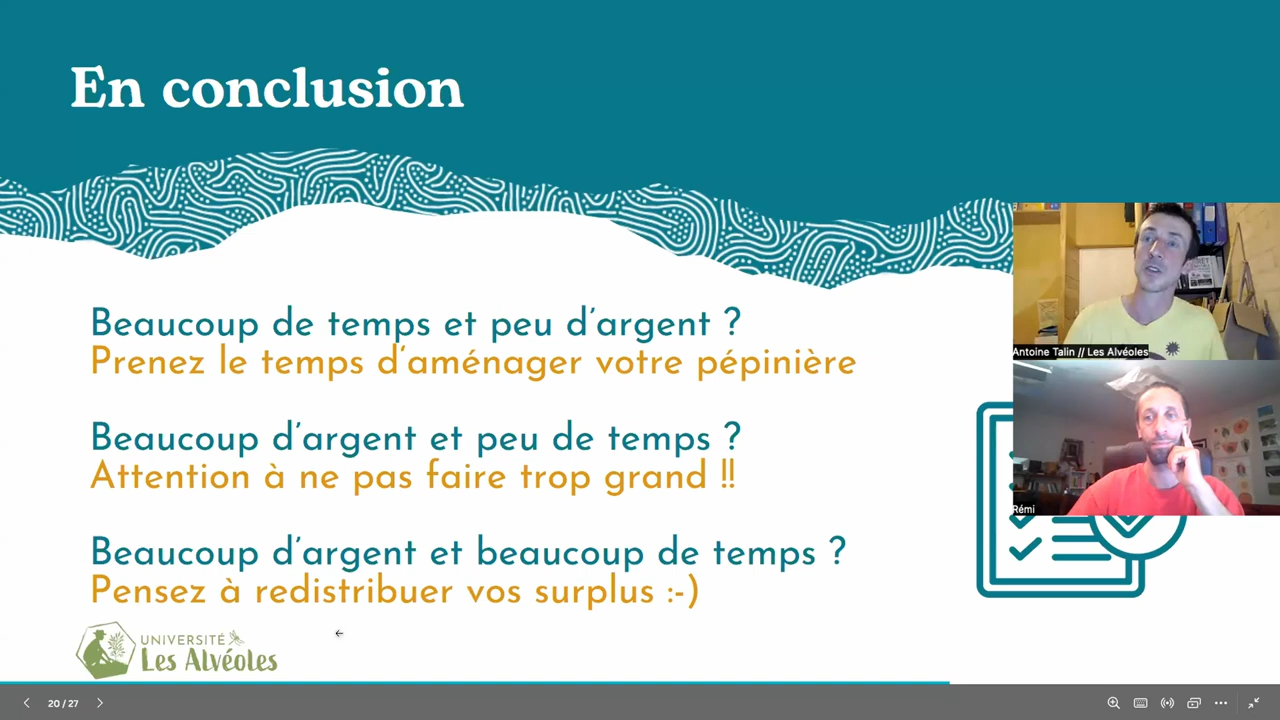 En conclusion
Beaucoup de temps et peu d'argent ?
Prenez le temps d'aménager votre pépinière
Beaucoup d'argent et peu de temps ?
Attention à ne pas faire trop grand !!
Beaucoup d'argent et beaucoup de temps ?
Pensez à redistribuer vos surplus :-)
UNIVERSITÉ
Les Alvéoles
Antoine Talin // Les Alvéoles
Rémi
20 / 27